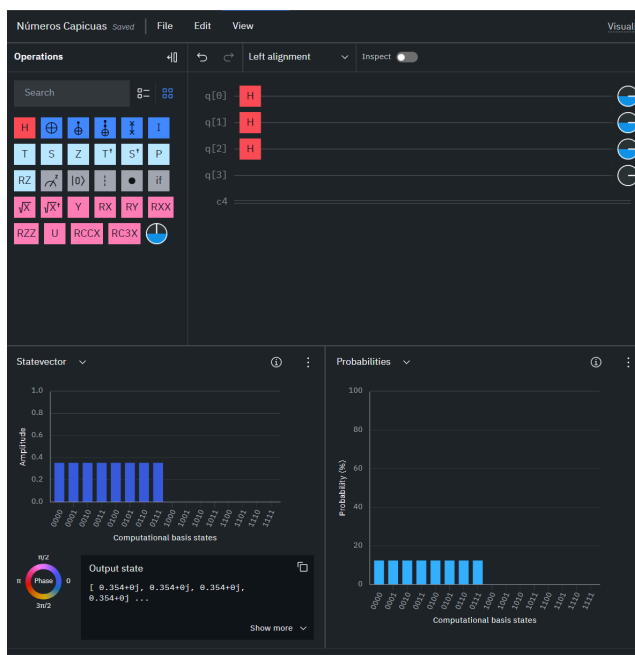 Números Capicuas Saved File Edit View Visuali
Operations Left alignment Inspect
Search
H I
T S Z T† S† P
RZ z |0⟩ if
√X √X† Y RX RY RXX
RZZ U RCCX RC3X
q[0] H
q[1] H
q[2] H
q[3]
c4
Statevector
1.0
0.8
0.6
0.4
0.2
0.0
Amplitude
0000 0001 0010 0011 0100 0101 0110 0111 1000 1001 1010 1011 1100 1101 1110 1111
Computational basis states
π/2
π Phase 0
3π/2
Output state
[ 0.354+0j, 0.354+0j, 0.354+0j,
0.354+0j ...
Show more
Probabilities
100
80
60
40
20
0
Probability (%)
0000 0001 0010 0011 0100 0101 0110 0111 1000 1001 1010 1011 1100 1101 1110 1111
Computational basis states